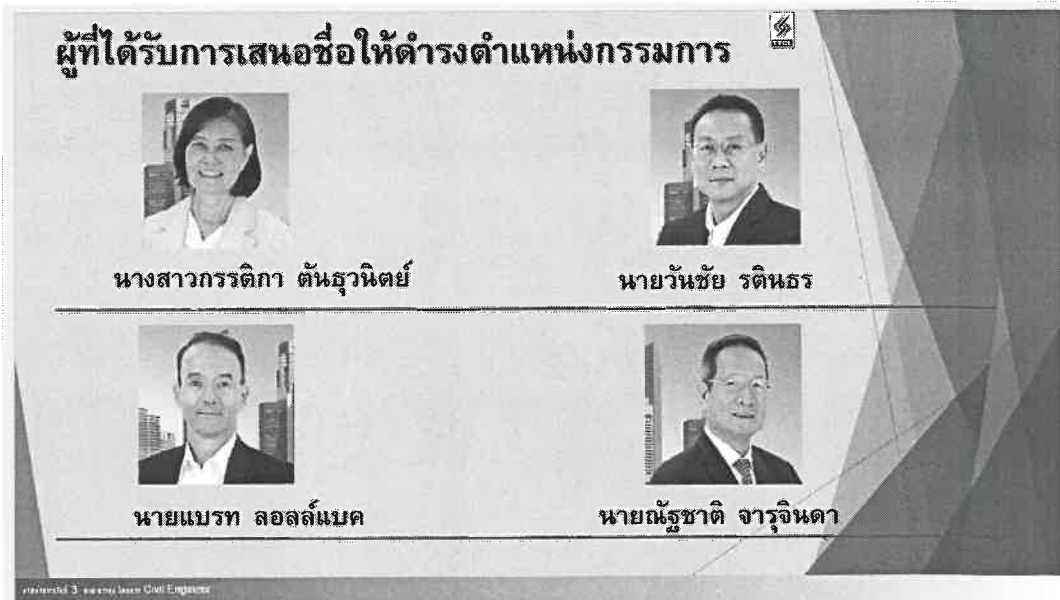 ผู้ที่ได้รับการเสนอชื่อให้ดำรงตำแหน่งกรรมการ
TTCL
นางสาวกรรติกา ตันธุวนิตย์
นายวันชัย รตินธร
นายแบรท ลอลล์แบค
นายณัฐชาติ จารุจินดา
3
Civil Engineer